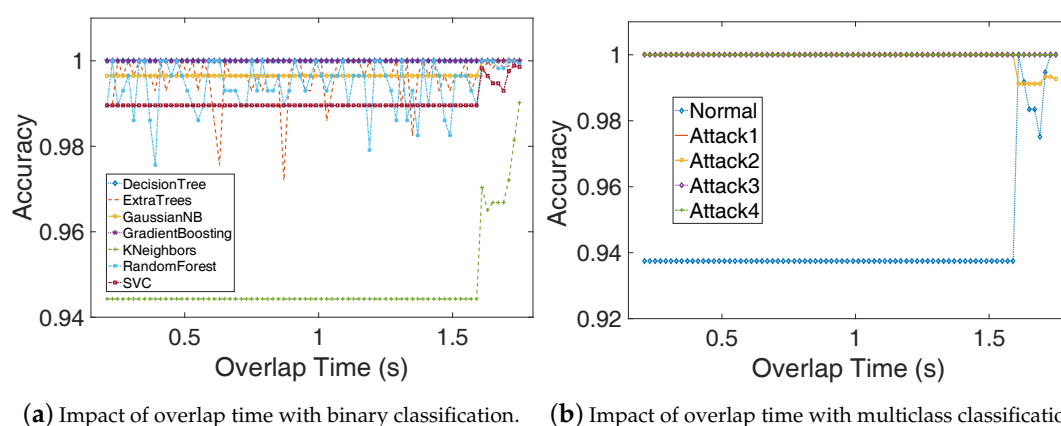 1
0.98
0.96
0.94
Accuracy
DecisionTree
ExtraTrees
GaussianNB
GradientBoosting
KNeighbors
RandomForest
SVC
0.5
1
1.5
Overlap Time (s)
(a) Impact of overlap time with binary classification.
1
0.98
0.96
0.94
0.92
Accuracy
Normal
Attack1
Attack2
Attack3
Attack4
0.5
1
1.5
Overlap Time (s)
(b) Impact of overlap time with multiclass classificatio